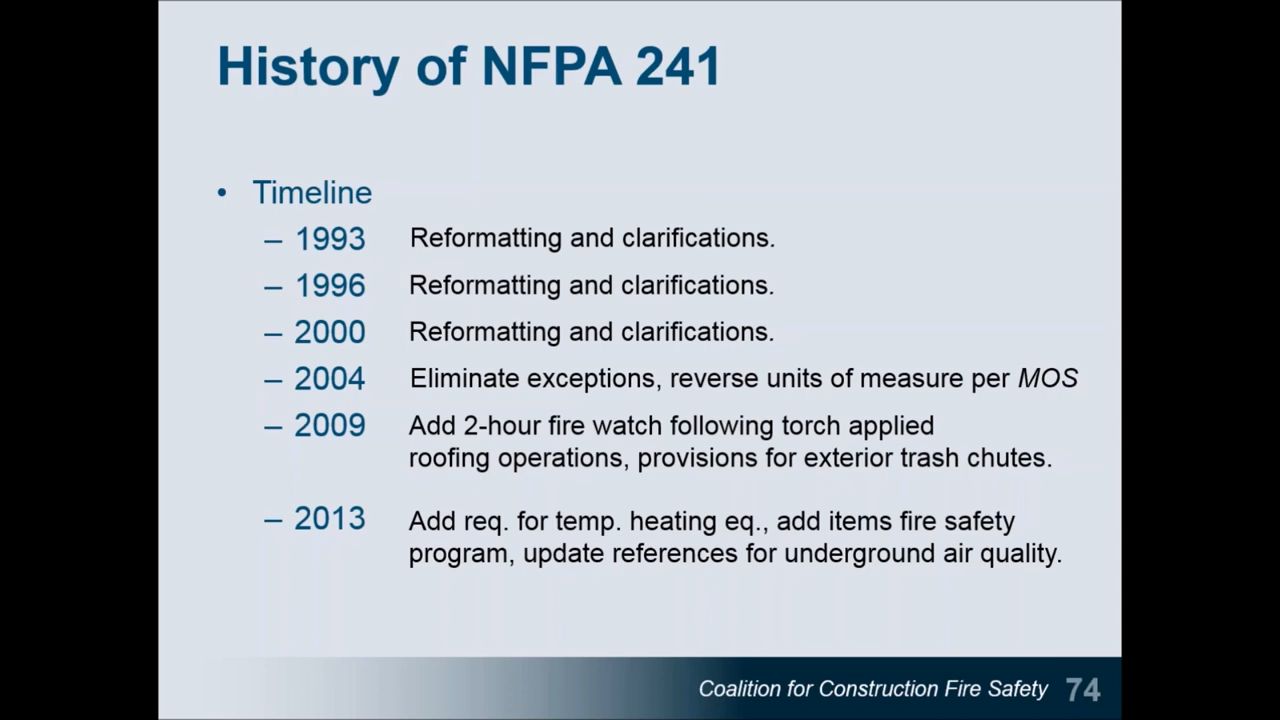 History of NFPA 241
• Timeline
– 1993 Reformatting and clarifications.
– 1996 Reformatting and clarifications.
– 2000 Reformatting and clarifications.
– 2004 Eliminate exceptions, reverse units of measure per MOS
– 2009 Add 2-hour fire watch following torch applied
roofing operations, provisions for exterior trash chutes.
– 2013 Add req. for temp. heating eq., add items fire safety
program, update references for underground air quality.
Coalition for Construction Fire Safety 74